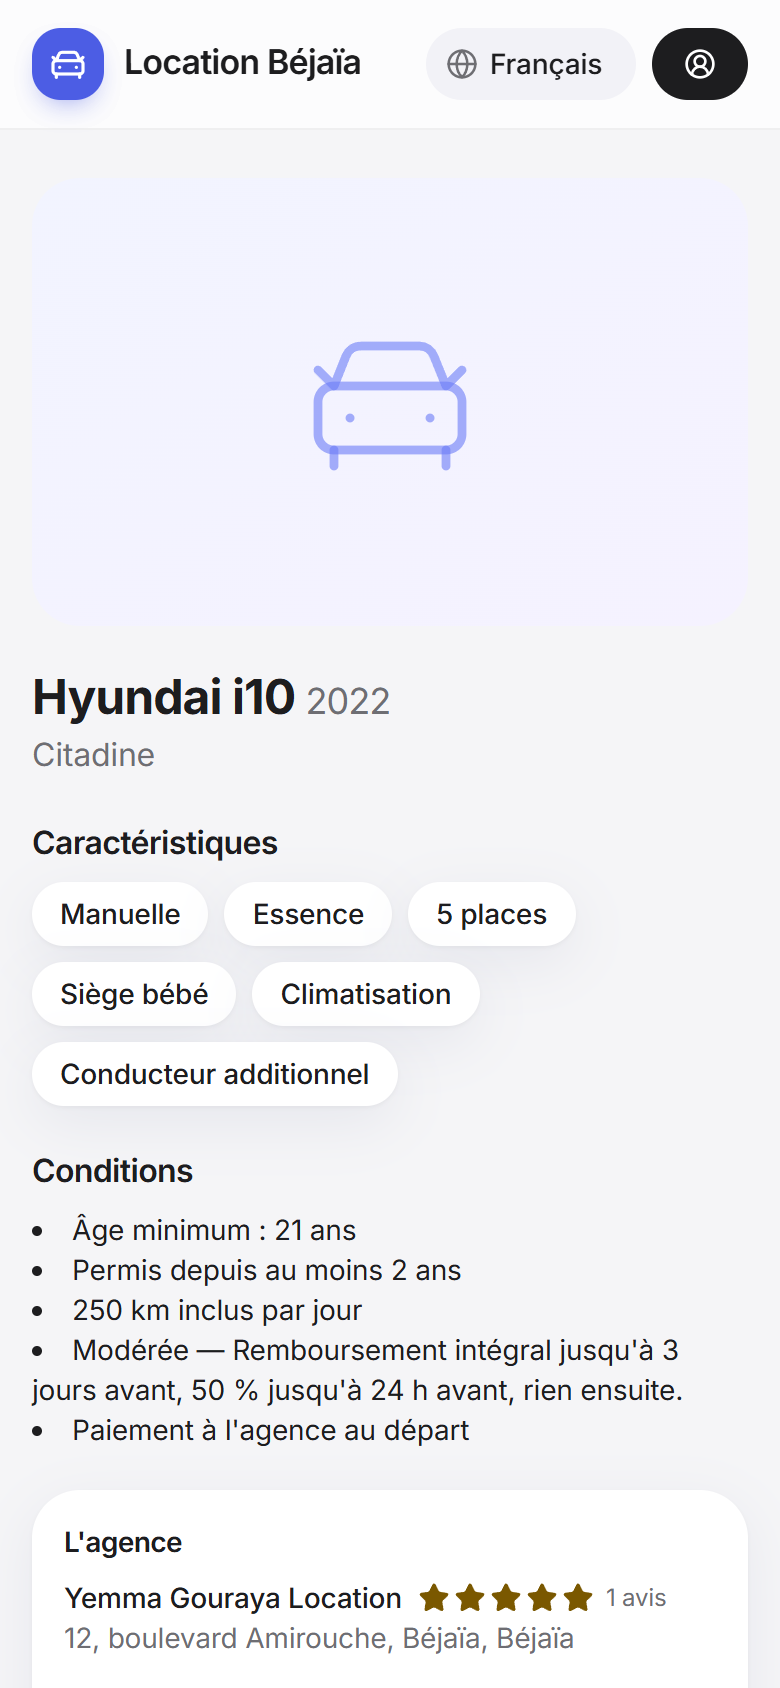 Location Béjaïa
Français
Hyundai i10 2022
Citadine
Caractéristiques
Manuelle
Essence
5 places
Siège bébé
Climatisation
Conducteur additionnel
Conditions
• Âge minimum : 21 ans
• Permis depuis au moins 2 ans
• 250 km inclus par jour
• Modérée — Remboursement intégral jusqu'à 3
jours avant, 50 % jusqu'à 24 h avant, rien ensuite.
• Paiement à l'agence au départ
L'agence
Yemma Gouraya Location ★★★★★ 1 avis
12, boulevard Amirouche, Béjaïa, Béjaïa